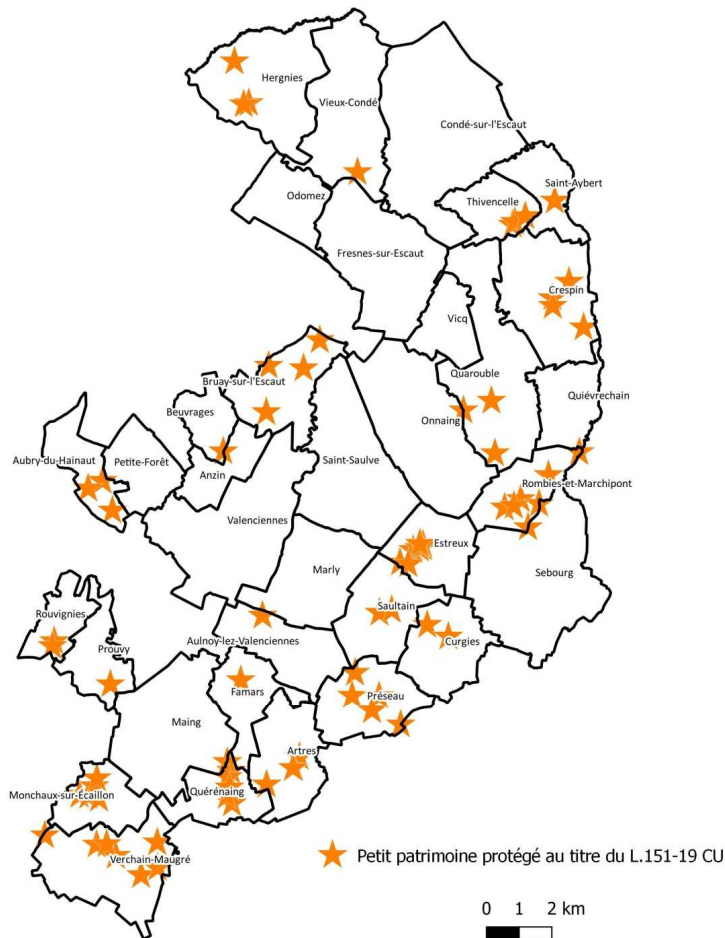 Hergnies
Vieux-Condé
Condé-sur-l'Escaut
Saint-Aybert
Odomez
Thivencelle
Fresnes-sur-Escaut
Crespin
Vicq
Quarouble
Bruay-sur-l'Escaut
Quiévrechain
Beuvrages
Onnaing
Aubry-du-Hainaut
Petite-Forêt
Saint-Saulve
Anzin
Rombies-et-Marchipont
Valenciennes
Estreux
Marly
Sebourg
Saultain
Rouvignies
Aulnoy-lez-Valenciennes
Curgies
Prouvy
Famars
Préseau
Maing
Artres
Quérénaing
Monchaux-sur-Écaillon
Verchain-Maugré
Petit patrimoine protégé au titre du L.151-19 CU
0 1 2 km